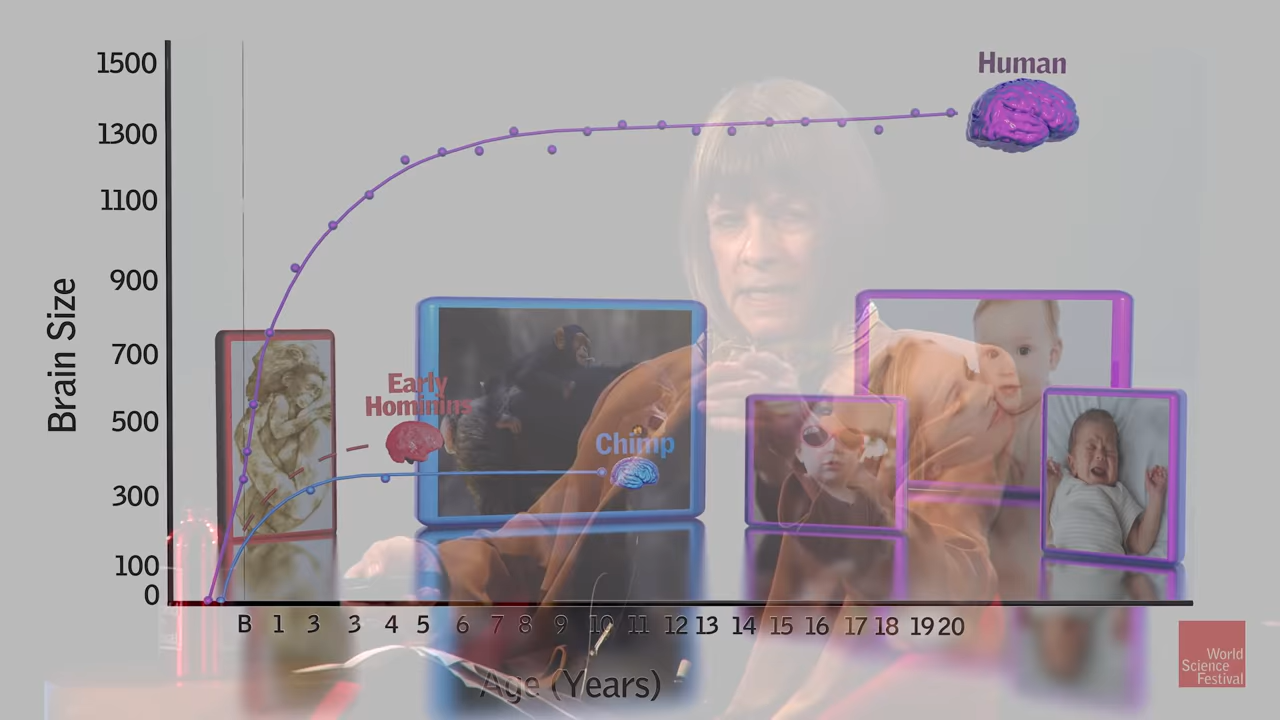 1500
1300
1100
900
700
500
300
100
0
Brain Size
Human
Early
Hominins
Chimp
B 1 3 3 4 5 6 7 8 9 10 11 12 13 14 15 16 17 18 19 20
Age (Years)
World
Science
Festival